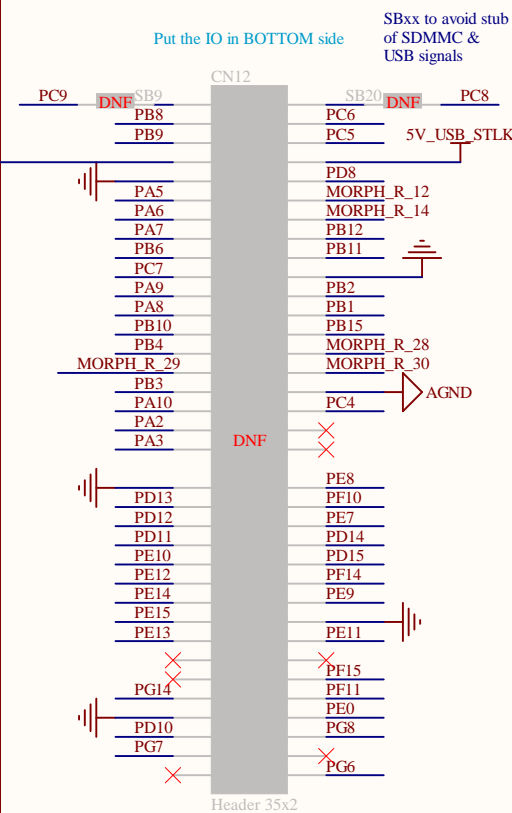 SBxx to avoid stub
of SDMMC &
USB signals
Put the IO in BOTTOM side
CN12
PC9 DNF SB9 SB20 DNF PC8
PB8 PC6
PB9 PC5 5V_USB_STLK
PD8
PA5 MORPH_R_12
PA6 MORPH_R_14
PA7 PB12
PB6 PB11
PC7
PA9 PB2
PA8 PB1
PB10 PB15
PB4 MORPH_R_28
MORPH_R_29 MORPH_R_30
PB3 AGND
PA10 PC4
PA2
PA3 DNF
PE8
PD13 PF10
PD12 PE7
PD11 PD14
PE10 PD15
PE12 PF14
PE14 PE9
PE15
PE13 PE11
PF15
PG14 PF11
PE0
PD10 PG8
PG7
PG6
Header 35x2